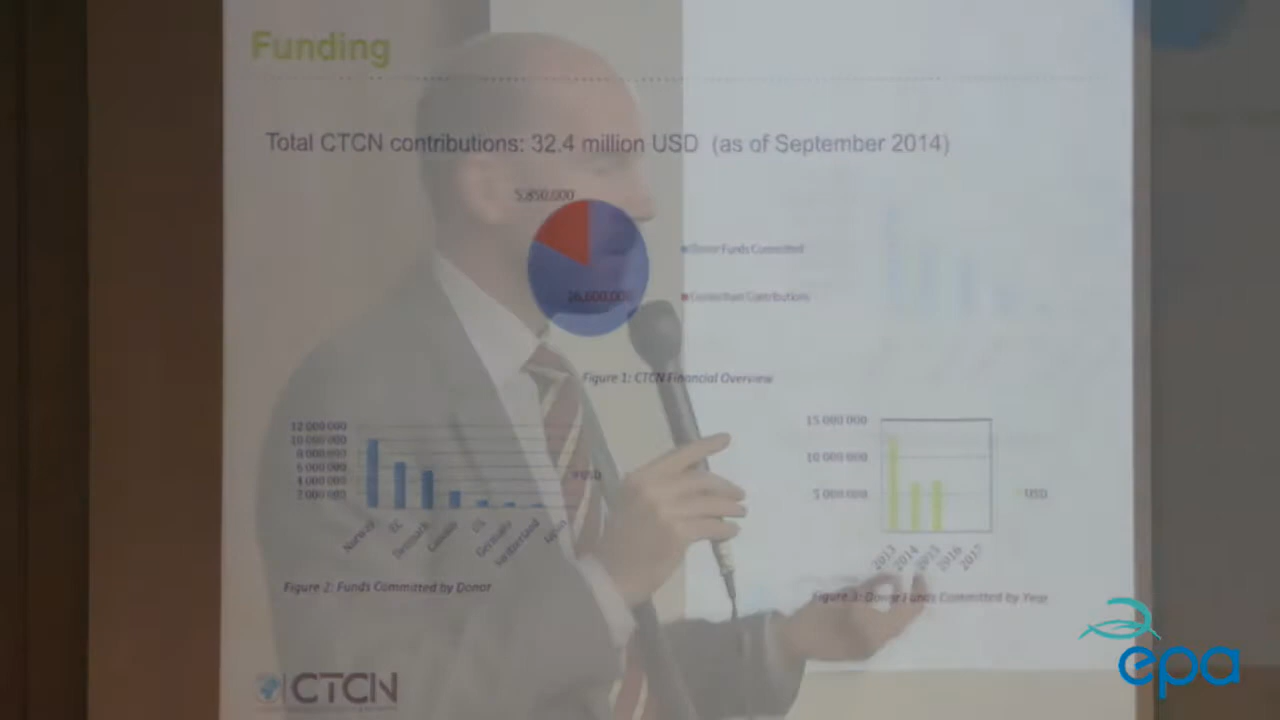 Funding
Total CTCN contributions: 32.4 million USD (as of September 2014)
5,850,000
Donor Funds Committed
26,600,000
Consortium Contributions
Figure 1: CTCN Financial Overview
12 000 000
10 000 000
8 000 000
6 000 000
4 000 000
2 000 000
USD
Norway
EC
Denmark
Canada
US
Germany
Switzerland
Japan
Figure 2: Funds Committed by Donor
15 000 000
10 000 000
5 000 000
USD
2013
2014
2015
2016
2017
Figure 3: Donor Funds Committed by Year
CTCN
epa